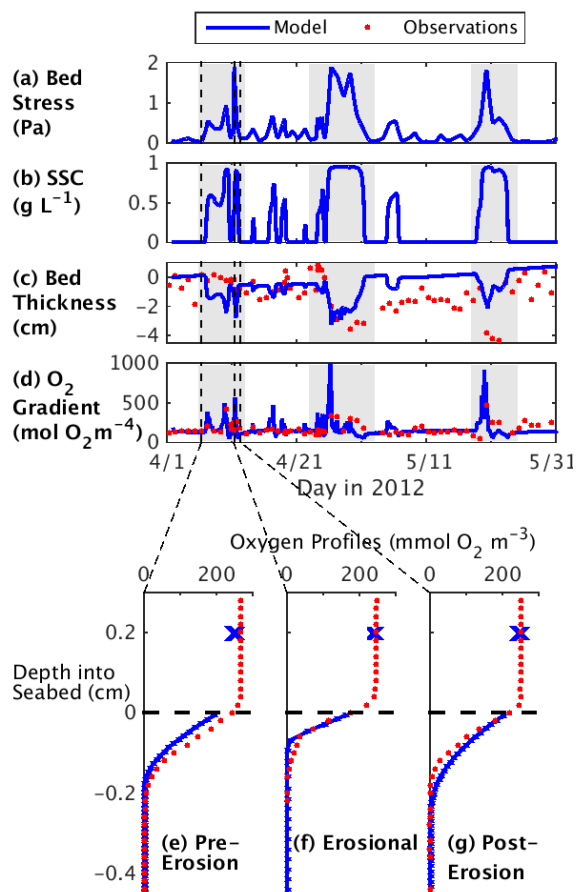 Model Observations
(a) Bed Stress (Pa)
2
1
0
(b) SSC (g L⁻¹)
1
0.5
0
(c) Bed Thickness (cm)
0
-2
-4
(d) O₂ Gradient (mol O₂m⁻⁴)
1000
500
0
4/1 4/21 5/11 5/31
Day in 2012
Oxygen Profiles (mmol O₂ m⁻³)
0 200 0 200 0 200
0.2
Depth into Seabed (cm)
0
-0.2
-0.4
(e) Pre-Erosion
(f) Erosional
(g) Post-Erosion